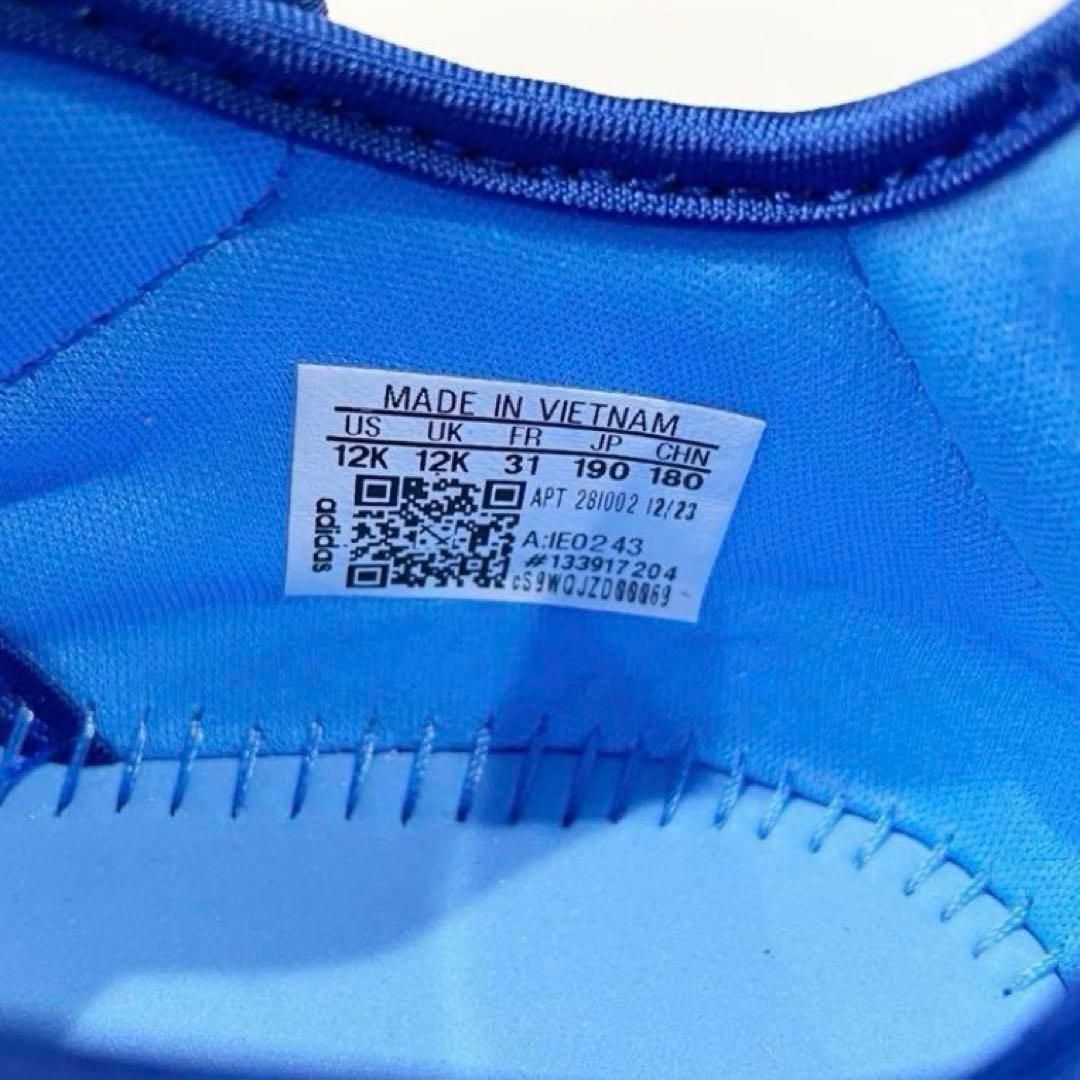 MADE IN VIETNAM
US UK FR JP CHN
12K 12K 31 190 180
APT 281002 12/23
A:IE0243
#133917204
cS9WQJZD00069
adidas